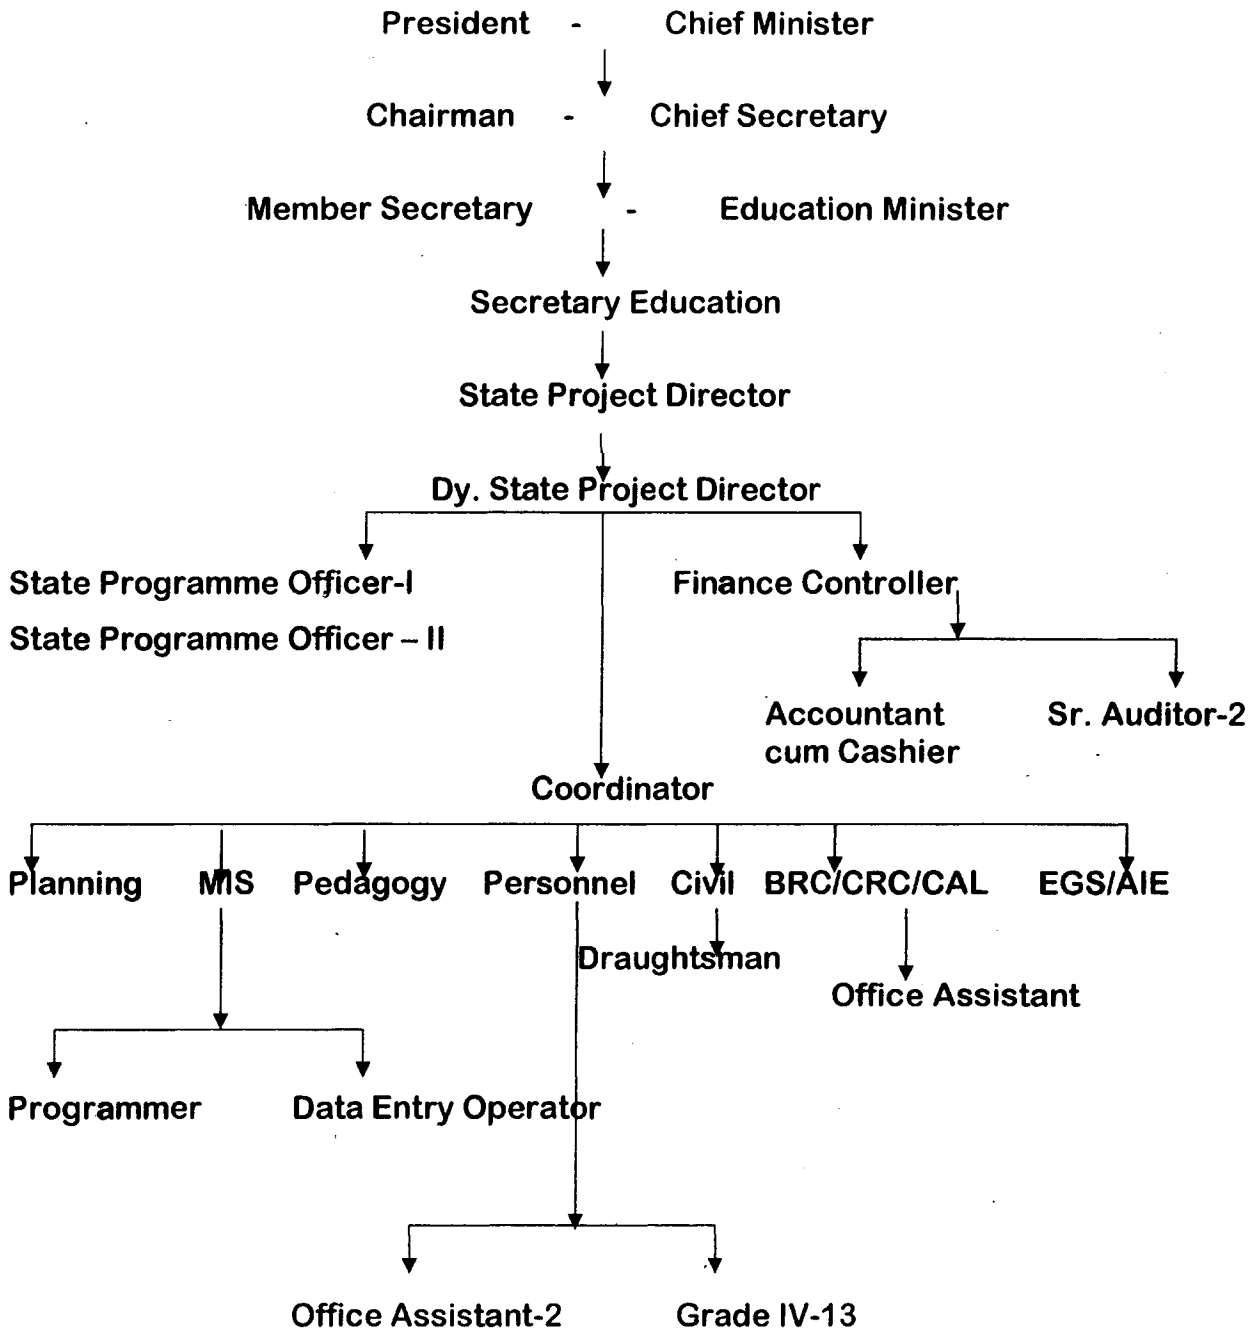 President - Chief Minister
Chairman - Chief Secretary
Member Secretary - Education Minister
Secretary Education
State Project Director
Dy. State Project Director
State Programme Officer-I Finance Controller
State Programme Officer – II
Accountant Sr. Auditor-2
cum Cashier
Coordinator
Planning MIS Pedagogy Personnel Civil BRC/CRC/CAL EGS/AIE
Draughtsman
Office Assistant
Programmer Data Entry Operator
Office Assistant-2 Grade IV-13